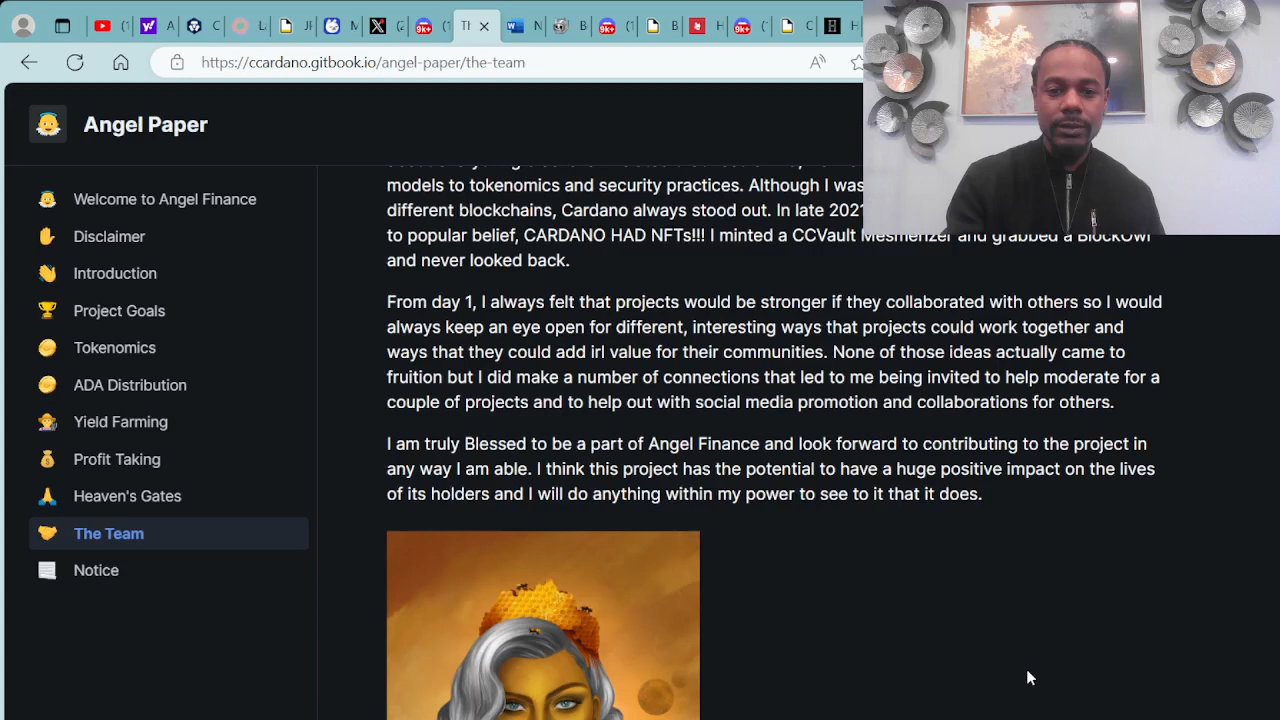 A
C
L
JF
M
(2
(1
Tl
N
B
(1
B
H
("
C
H
https://ccardano.gitbook.io/angel-paper/the-team
Angel Paper
Welcome to Angel Finance
Disclaimer
Introduction
Project Goals
Tokenomics
ADA Distribution
Yield Farming
Profit Taking
Heaven's Gates
The Team
Notice
models to tokenomics and security practices. Although I was
different blockchains, Cardano always stood out. In late 2021
to popular belief, CARDANO HAD NFTs!!! I minted a CCVault Mesmerizer and grabbed a BlockOwl
and never looked back.
From day 1, I always felt that projects would be stronger if they collaborated with others so I would
always keep an eye open for different, interesting ways that projects could work together and
ways that they could add irl value for their communities. None of those ideas actually came to
fruition but I did make a number of connections that led to me being invited to help moderate for a
couple of projects and to help out with social media promotion and collaborations for others.
I am truly Blessed to be a part of Angel Finance and look forward to contributing to the project in
any way I am able. I think this project has the potential to have a huge positive impact on the lives
of its holders and I will do anything within my power to see to it that it does.